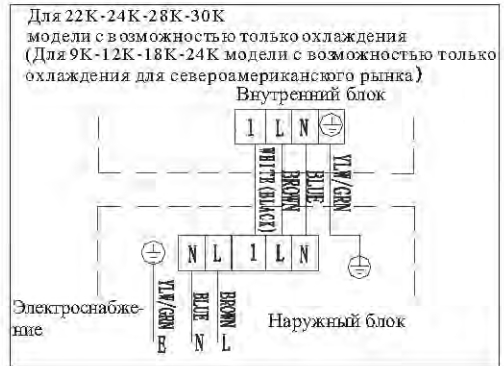 Для 22K-24K-28K-30K
модели с возможностью только охлаждения
(Для 9K-12K-18K-24K модели с возможностью только
охлаждения для североамериканского рынка)
Внутренний блок
1 L N
WHITE(BLACK)
BROWN
BLUE
YLW/GRN
N L 1 L N
Электроснабже-
ние
YLW/GRN
BLUE
BROWN
E N L
Наружный блок